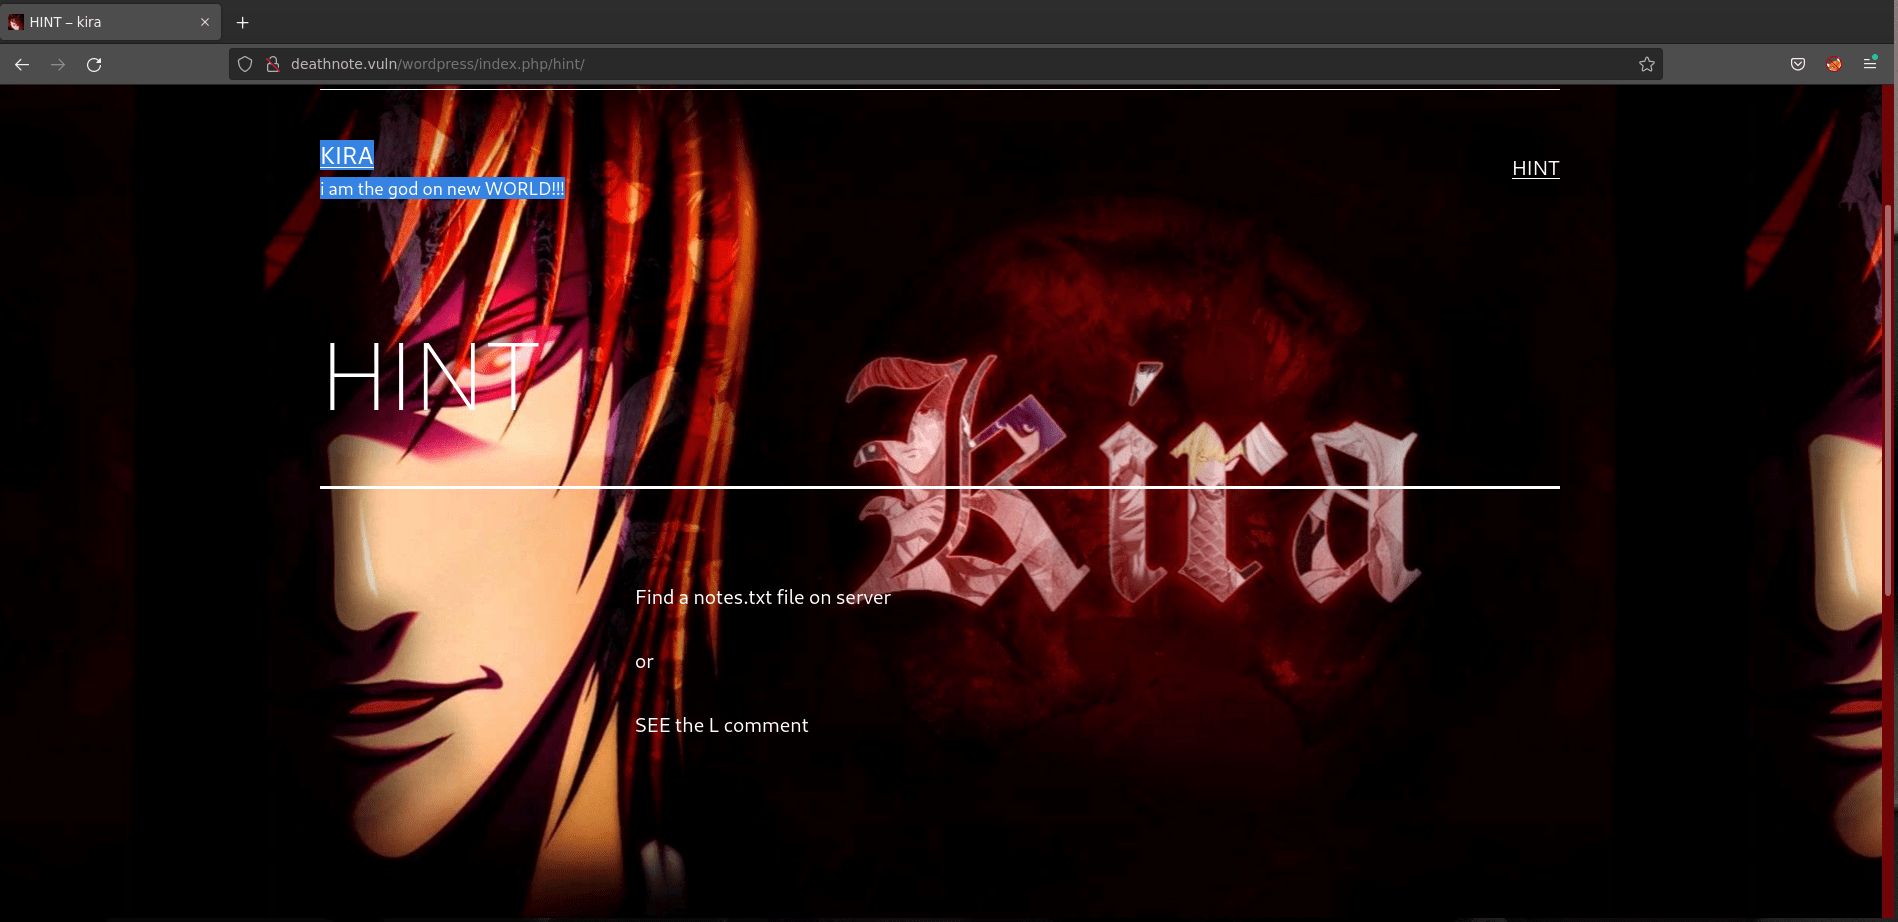 HINT – kira
deathnote.vuln/wordpress/index.php/hint/
KIRA
i am the god on new WORLD!!!
HINT
HINT
Kira
Find a notes.txt file on server
or
SEE the L comment